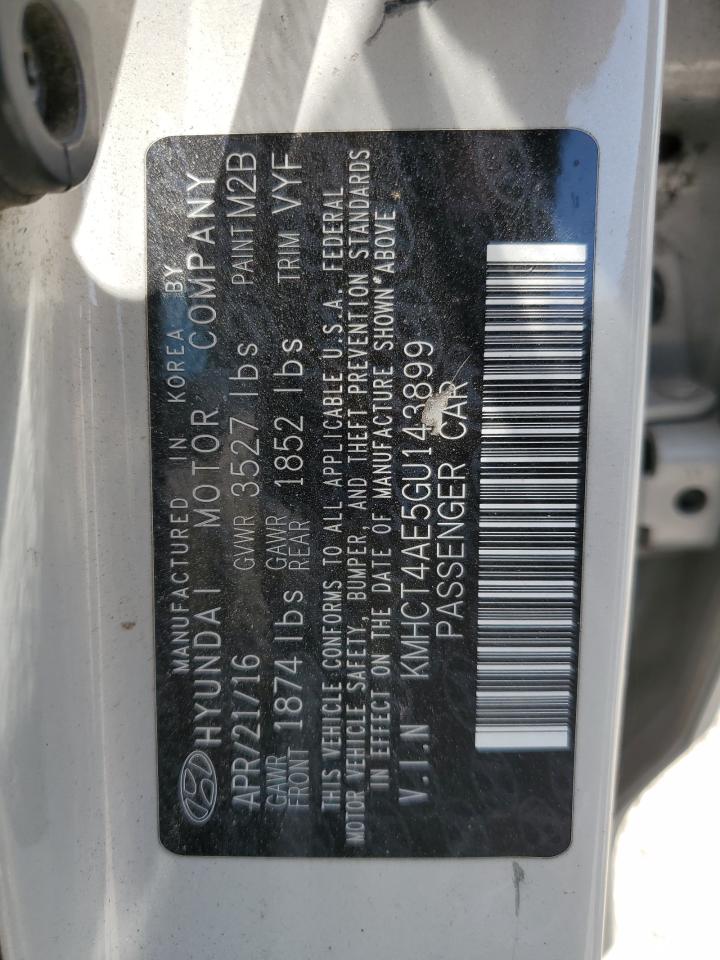 MANUFACTURED IN KOREA BY
HYUNDAI MOTOR COMPANY
APR/21/16 GVWR 3527 lbs PAINT M2B
GAWR FRONT 1874 lbs GAWR REAR 1852 lbs TRIM VYF
THIS VEHICLE CONFORMS TO ALL APPLICABLE U.S.A. FEDERAL
MOTOR VEHICLE SAFETY, BUMPER, AND THEFT PREVENTION STANDARDS
IN EFFECT ON THE DATE OF MANUFACTURE SHOWN ABOVE
V.I.N KMHCT4AE5GU143899
PASSENGER CAR